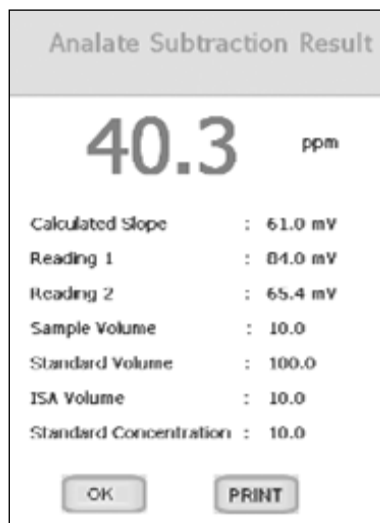 Analate Subtraction Result
40.3 ppm
Calculated Slope : 61.0 mV
Reading 1 : 84.0 mV
Reading 2 : 65.4 mV
Sample Volume : 10.0
Standard Volume : 100.0
ISA Volume : 10.0
Standard Concentration : 10.0
OK PRINT